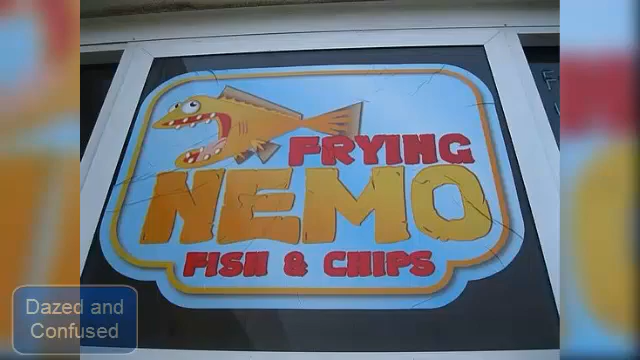 FRYING
NEMO
FISH & CHIPS
Dazed and
Confused